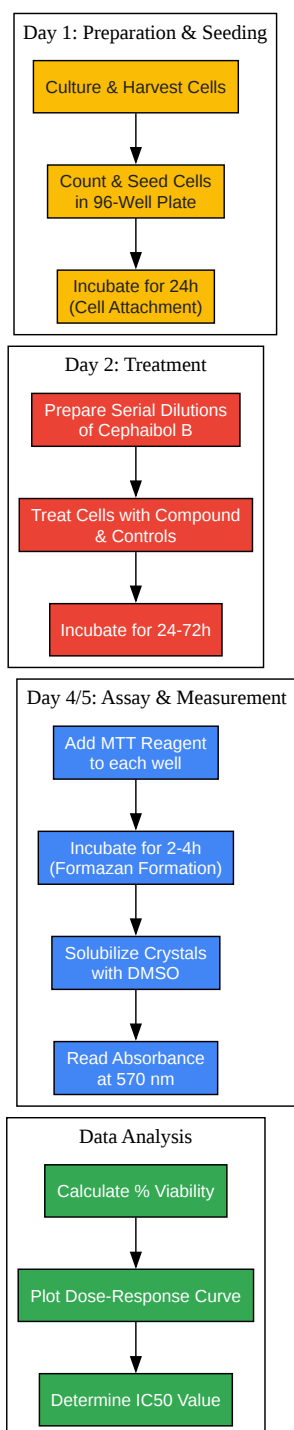 Day 1: Preparation & Seeding
Culture & Harvest Cells
Count & Seed Cells
in 96-Well Plate
Incubate for 24h
(Cell Attachment)
Day 2: Treatment
Prepare Serial Dilutions
of Cephaibol B
Treat Cells with Compound
& Controls
Incubate for 24-72h
Day 4/5: Assay & Measurement
Add MTT Reagent
to each well
Incubate for 2-4h
(Formazan Formation)
Solubilize Crystals
with DMSO
Read Absorbance
at 570 nm
Data Analysis
Calculate % Viability
Plot Dose-Response Curve
Determine IC50 Value